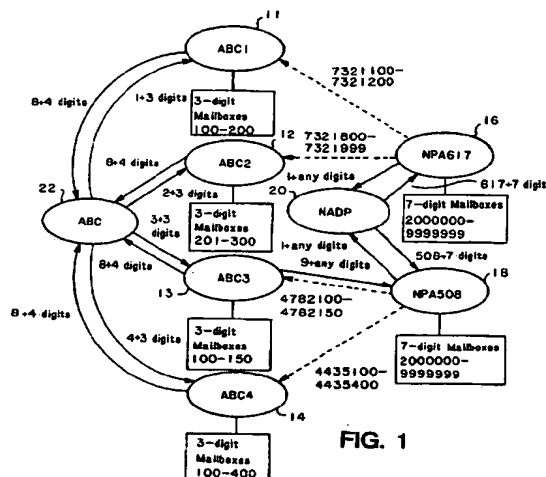 11
ABC1
7321100-
7321200
8+4 digits
1+3 digits
3-digit
Mailboxes
100-200
12
16
8+4 digits
ABC2
7321800-
7321999
NPA617
22
2+3 digits
20
1+any digits
617+7 digit
ABC
3+3
digits
3-digit
Mailboxes
201-300
NADP
7-digit Mailboxes
2000000-
9999999
1+any digits
508+7 digits
8+4 digits
9+any digits
18
ABC3
NPA508
13
4782100-
4782150
8+4 digits
4+3 digits
3-digit
Mailboxes
100-150
7-digit Mailboxes
2000000-
9999999
4435100-
4435400
ABC4
14
3-digit
Mailboxes
100-400
FIG. 1